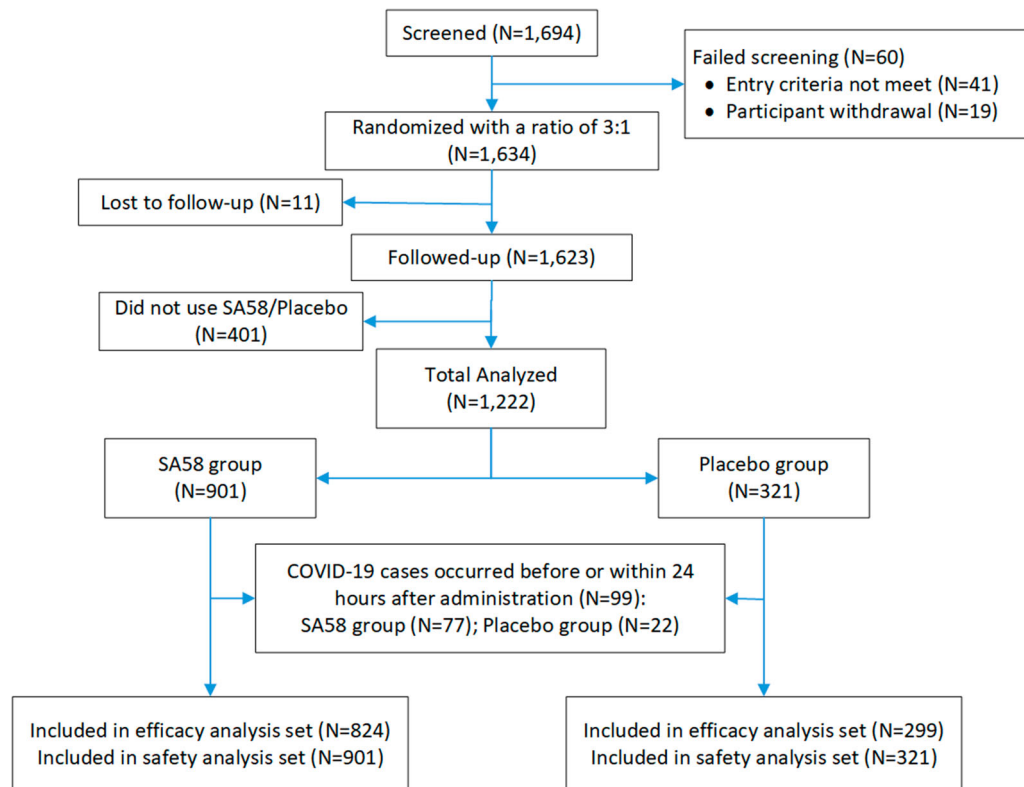 Screened (N=1,694)
Failed screening (N=60)
• Entry criteria not meet (N=41)
• Participant withdrawal (N=19)
Randomized with a ratio of 3:1
(N=1,634)
Lost to follow-up (N=11)
Followed-up (N=1,623)
Did not use SA58/Placebo
(N=401)
Total Analyzed
(N=1,222)
SA58 group
(N=901)
Placebo group
(N=321)
COVID-19 cases occurred before or within 24
hours after administration (N=99):
SA58 group (N=77); Placebo group (N=22)
Included in efficacy analysis set (N=824)
Included in safety analysis set (N=901)
Included in efficacy analysis set (N=299)
Included in safety analysis set (N=321)